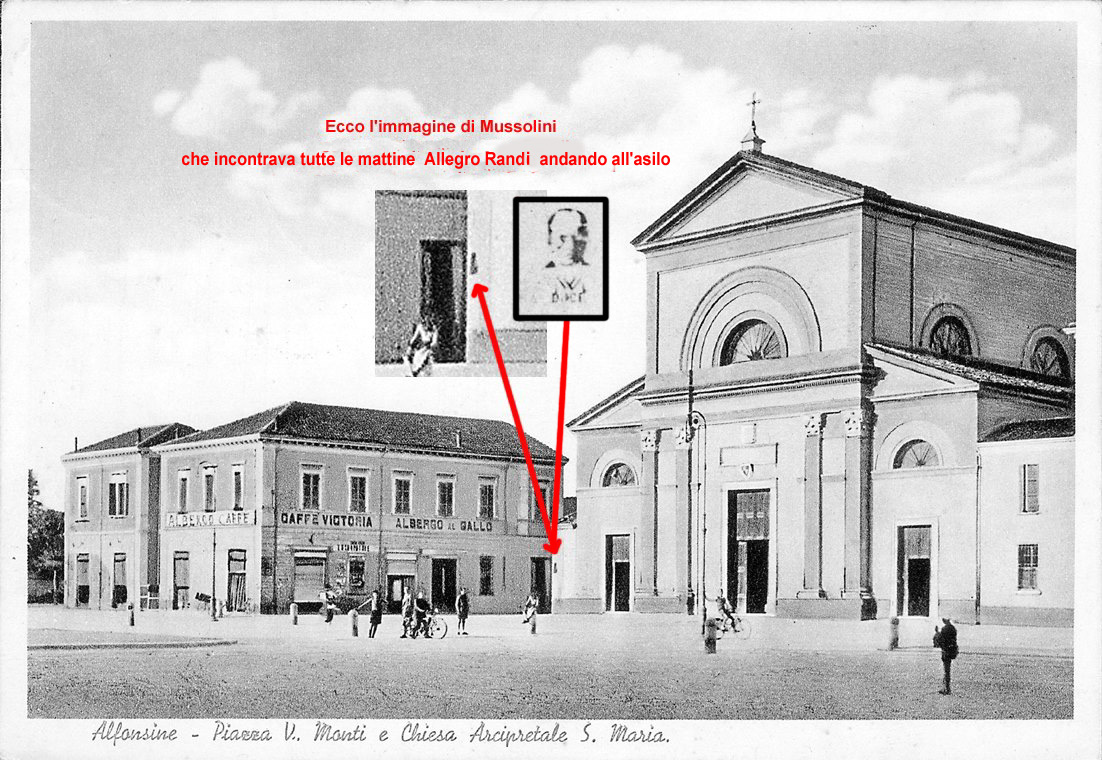 Ecco l'immagine di Mussolini
che incontrava tutte le mattine Allegro Randi andando all'asilo
ALBERGO CAFFE
CAFFE VICTORIA
ALBERGO AL GALLO
Alfonsine - Piazza V. Monti e Chiesa Arcipretale S. Maria.